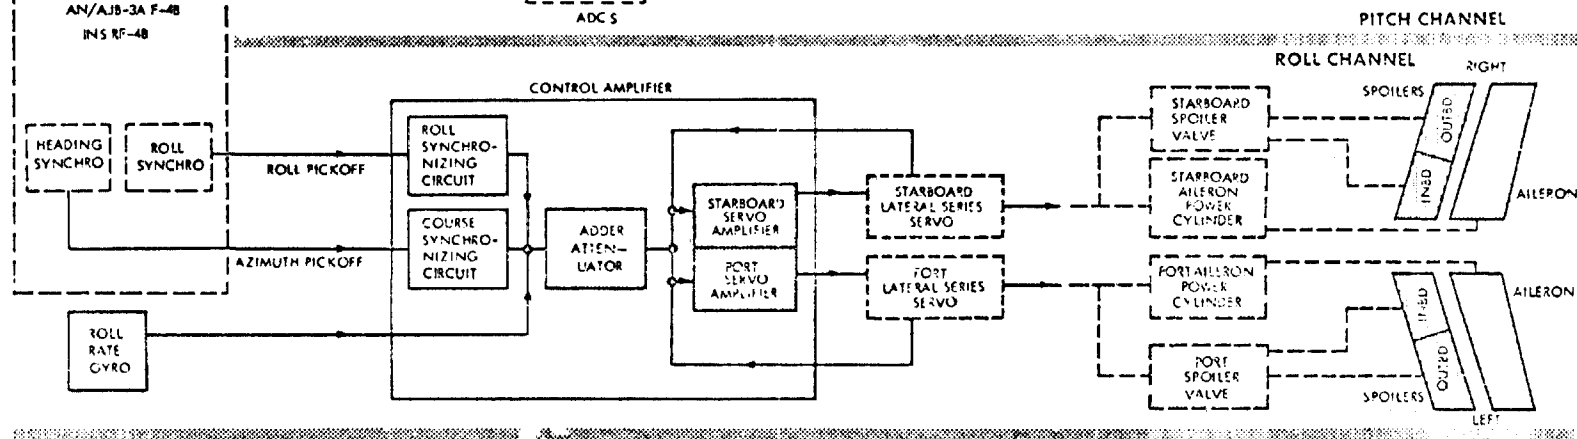 AN/AJB-3A F-4B
INS RF-4B
ADC S
PITCH CHANNEL
ROLL CHANNEL
RIGHT
CONTROL AMPLIFIER
SPOILERS
HEADING
SYNCHRO
ROLL
SYNCHRO
ROLL PICKOFF
ROLL
SYNCHRO-
NIZING
CIRCUIT
STARBOARD
SPOILER
VALVE
OUTBD
INBD
AILERON
STARBOARD
AILERON
POWER
CYLINDER
STARBOARD
SERVO
AMPLIFIER
STARBOARD
LATERAL SERIES
SERVO
AZIMUTH PICKOFF
COURSE
SYNCHRO-
NIZING
CIRCUIT
ADDER
ATTEN-
UATOR
PORT
SERVO
AMPLIFIER
PORT
LATERAL SERIES
SERVO
PORT AILERON
POWER
CYLINDER
AILERON
INBD
OUTBD
ROLL
RATE
GYRO
PORT
SPOILER
VALVE
SPOILERS
LEFT